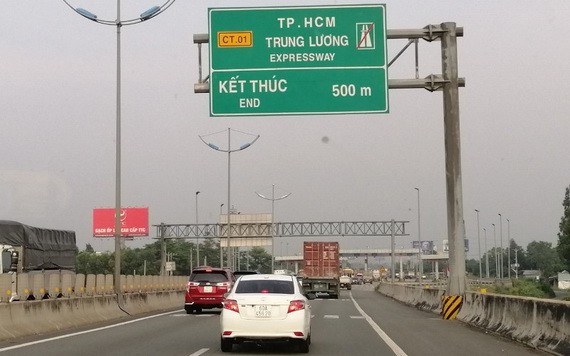 TP.HCM
CT.01
TRUNG LƯƠNG
EXPRESSWAY
KẾT THÚC
500 m
END